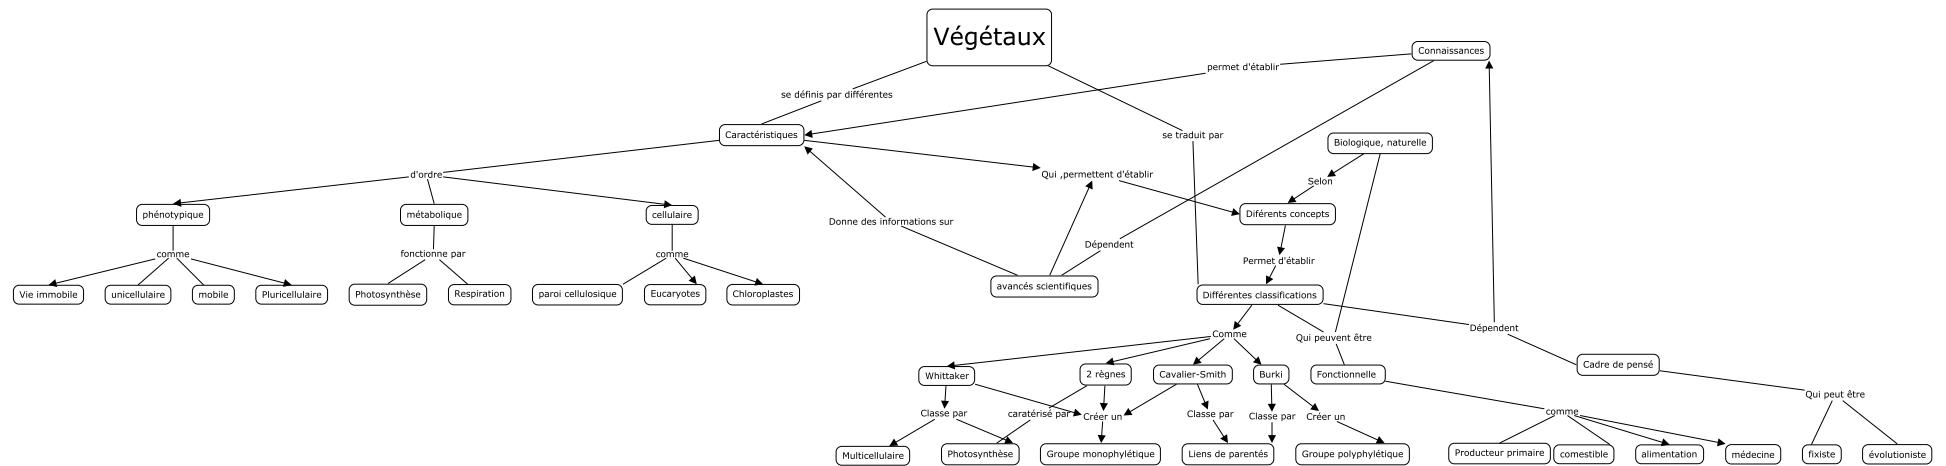 Végétaux
Connaissances
permet d'établir
se définis par différentes
Caractéristiques
se traduit par
Biologique, naturelle
d'ordre
Qui ,permettent d'établir
Selon
phénotypique
métabolique
cellulaire
Diférents concepts
Donne des informations sur
Dépendent
comme
fonctionne par
comme
Permet d'établir
Vie immobile
unicellulaire
mobile
Pluricellulaire
Photosynthèse
Respiration
paroi cellulosique
Eucaryotes
Chloroplastes
avancés scientifiques
Différentes classifications
Comme
Qui peuvent être
Dépendent
Whittaker
2 règnes
Cavalier-Smith
Burki
Fonctionnelle
Cadre de pensé
Qui peut être
Classe par
caratérisé par
Créer un
Classe par
Classe par
Créer un
comme
Multicellulaire
Photosynthèse
Groupe monophylétique
Liens de parentés
Groupe polyphylétique
Producteur primaire
comestible
alimentation
médecine
fixiste
évolutioniste